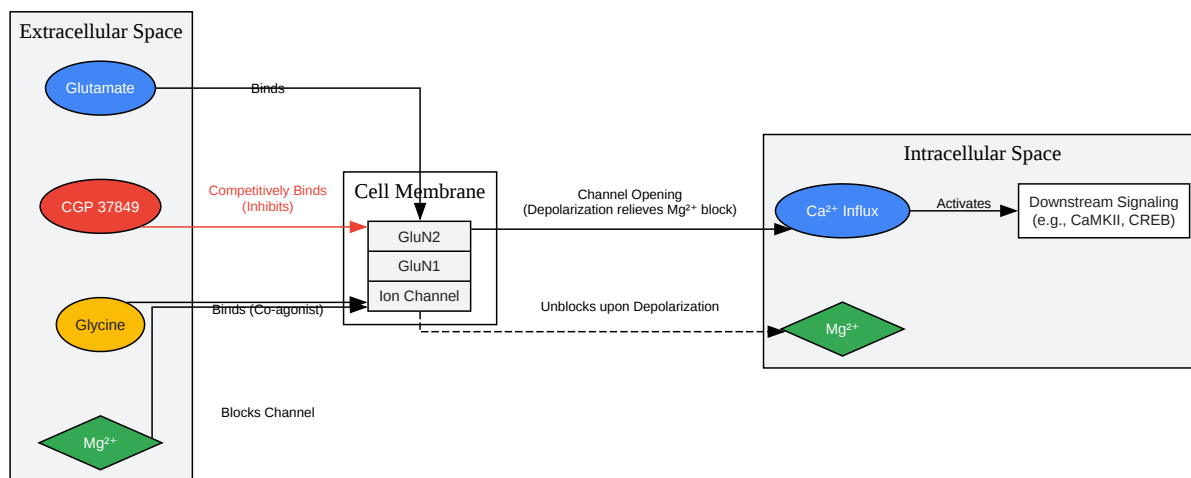 Extracellular Space
Glutamate
Binds
CGP 37849
Competitively Binds
(Inhibits)
Glycine
Binds (Co-agonist)
Mg²⁺
Blocks Channel
Cell Membrane
GluN2
GluN1
Ion Channel
Channel Opening
(Depolarization relieves Mg²⁺ block)
Unblocks upon Depolarization
Intracellular Space
Ca²⁺ Influx
Activates
Downstream Signaling
(e.g., CaMKII, CREB)
Mg²⁺